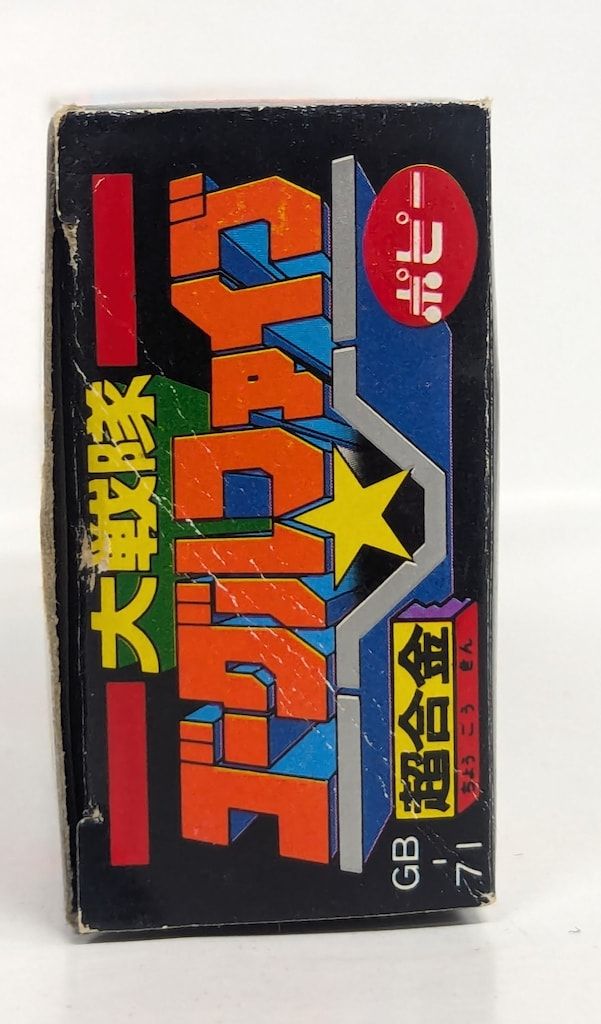 大戦隊
ゴーグルファイブ
ポピー
超合金
ちょうごうきん
GB-71